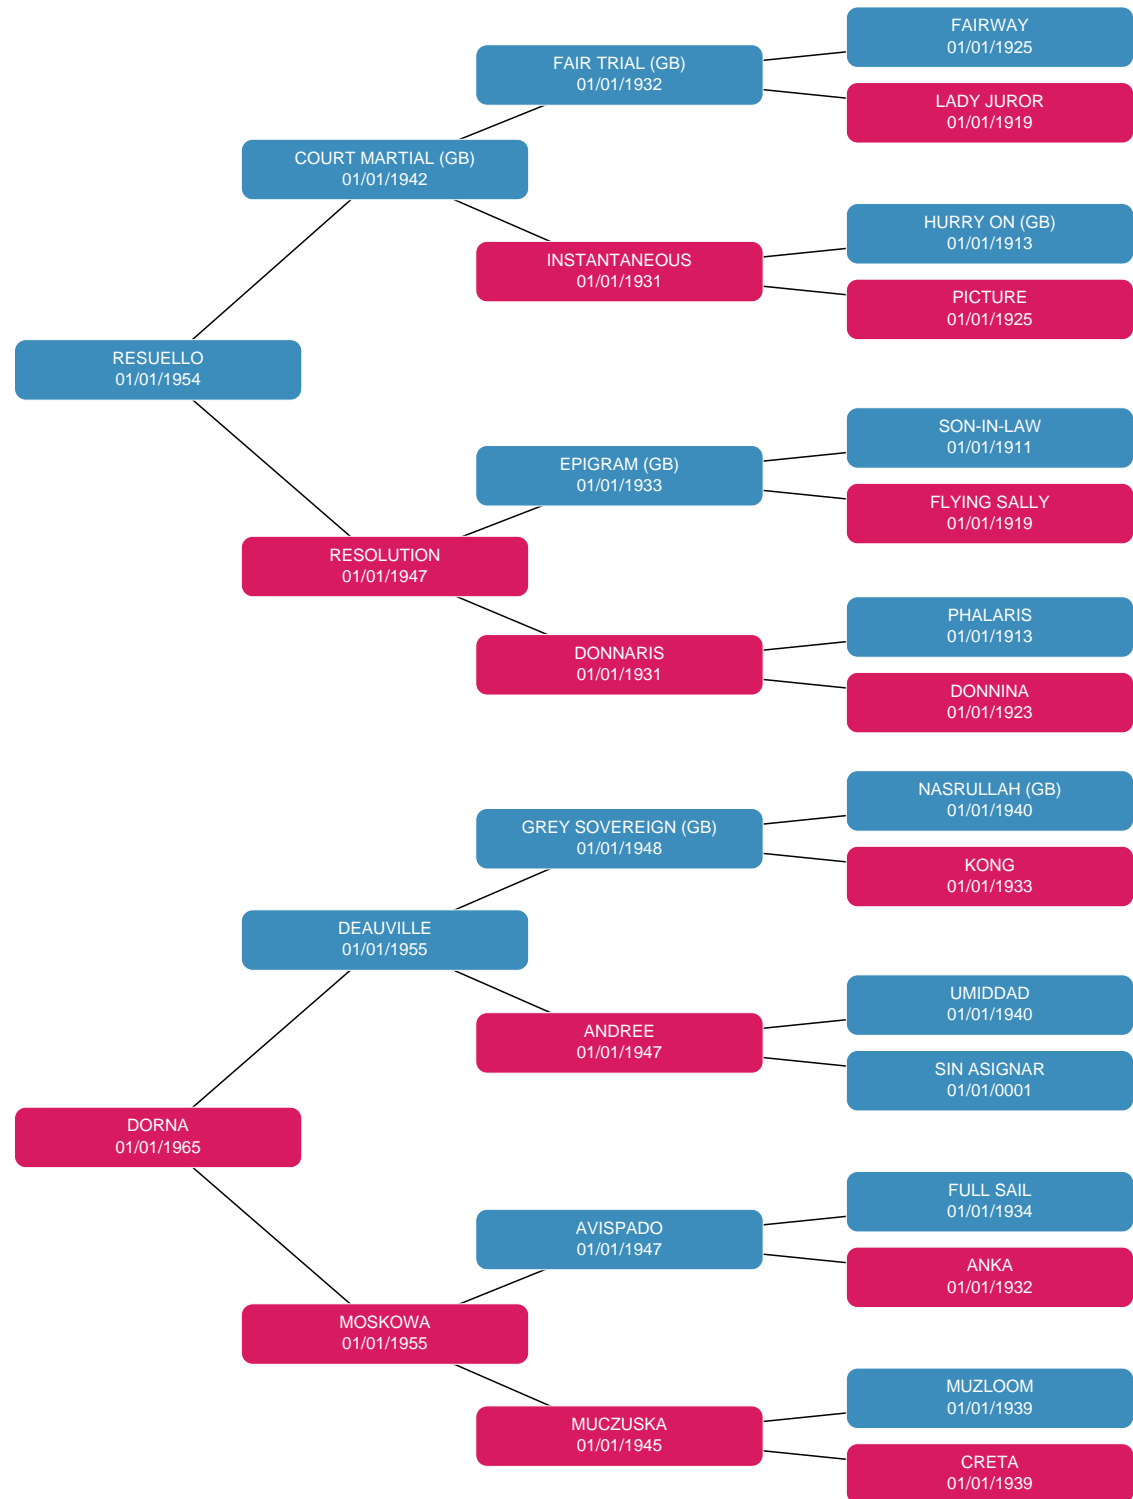 FAIRWAY
01/01/1925
FAIR TRIAL (GB)
01/01/1932
LADY JUROR
01/01/1919
COURT MARTIAL (GB)
01/01/1942
HURRY ON (GB)
01/01/1913
INSTANTANEOUS
01/01/1931
PICTURE
01/01/1925
RESUELLO
01/01/1954
SON-IN-LAW
01/01/1911
EPIGRAM (GB)
01/01/1933
FLYING SALLY
01/01/1919
RESOLUTION
01/01/1947
PHALARIS
01/01/1913
DONNARIS
01/01/1931
DONNINA
01/01/1923
NASRULLAH (GB)
01/01/1940
GREY SOVEREIGN (GB)
01/01/1948
KONG
01/01/1933
DEAUVILLE
01/01/1955
UMIDDAD
01/01/1940
ANDREE
01/01/1947
SIN ASIGNAR
01/01/0001
DORNA
01/01/1965
FULL SAIL
01/01/1934
AVISPADO
01/01/1947
ANKA
01/01/1932
MOSKOWA
01/01/1955
MUZLOOM
01/01/1939
MUCZUSKA
01/01/1945
CRETA
01/01/1939